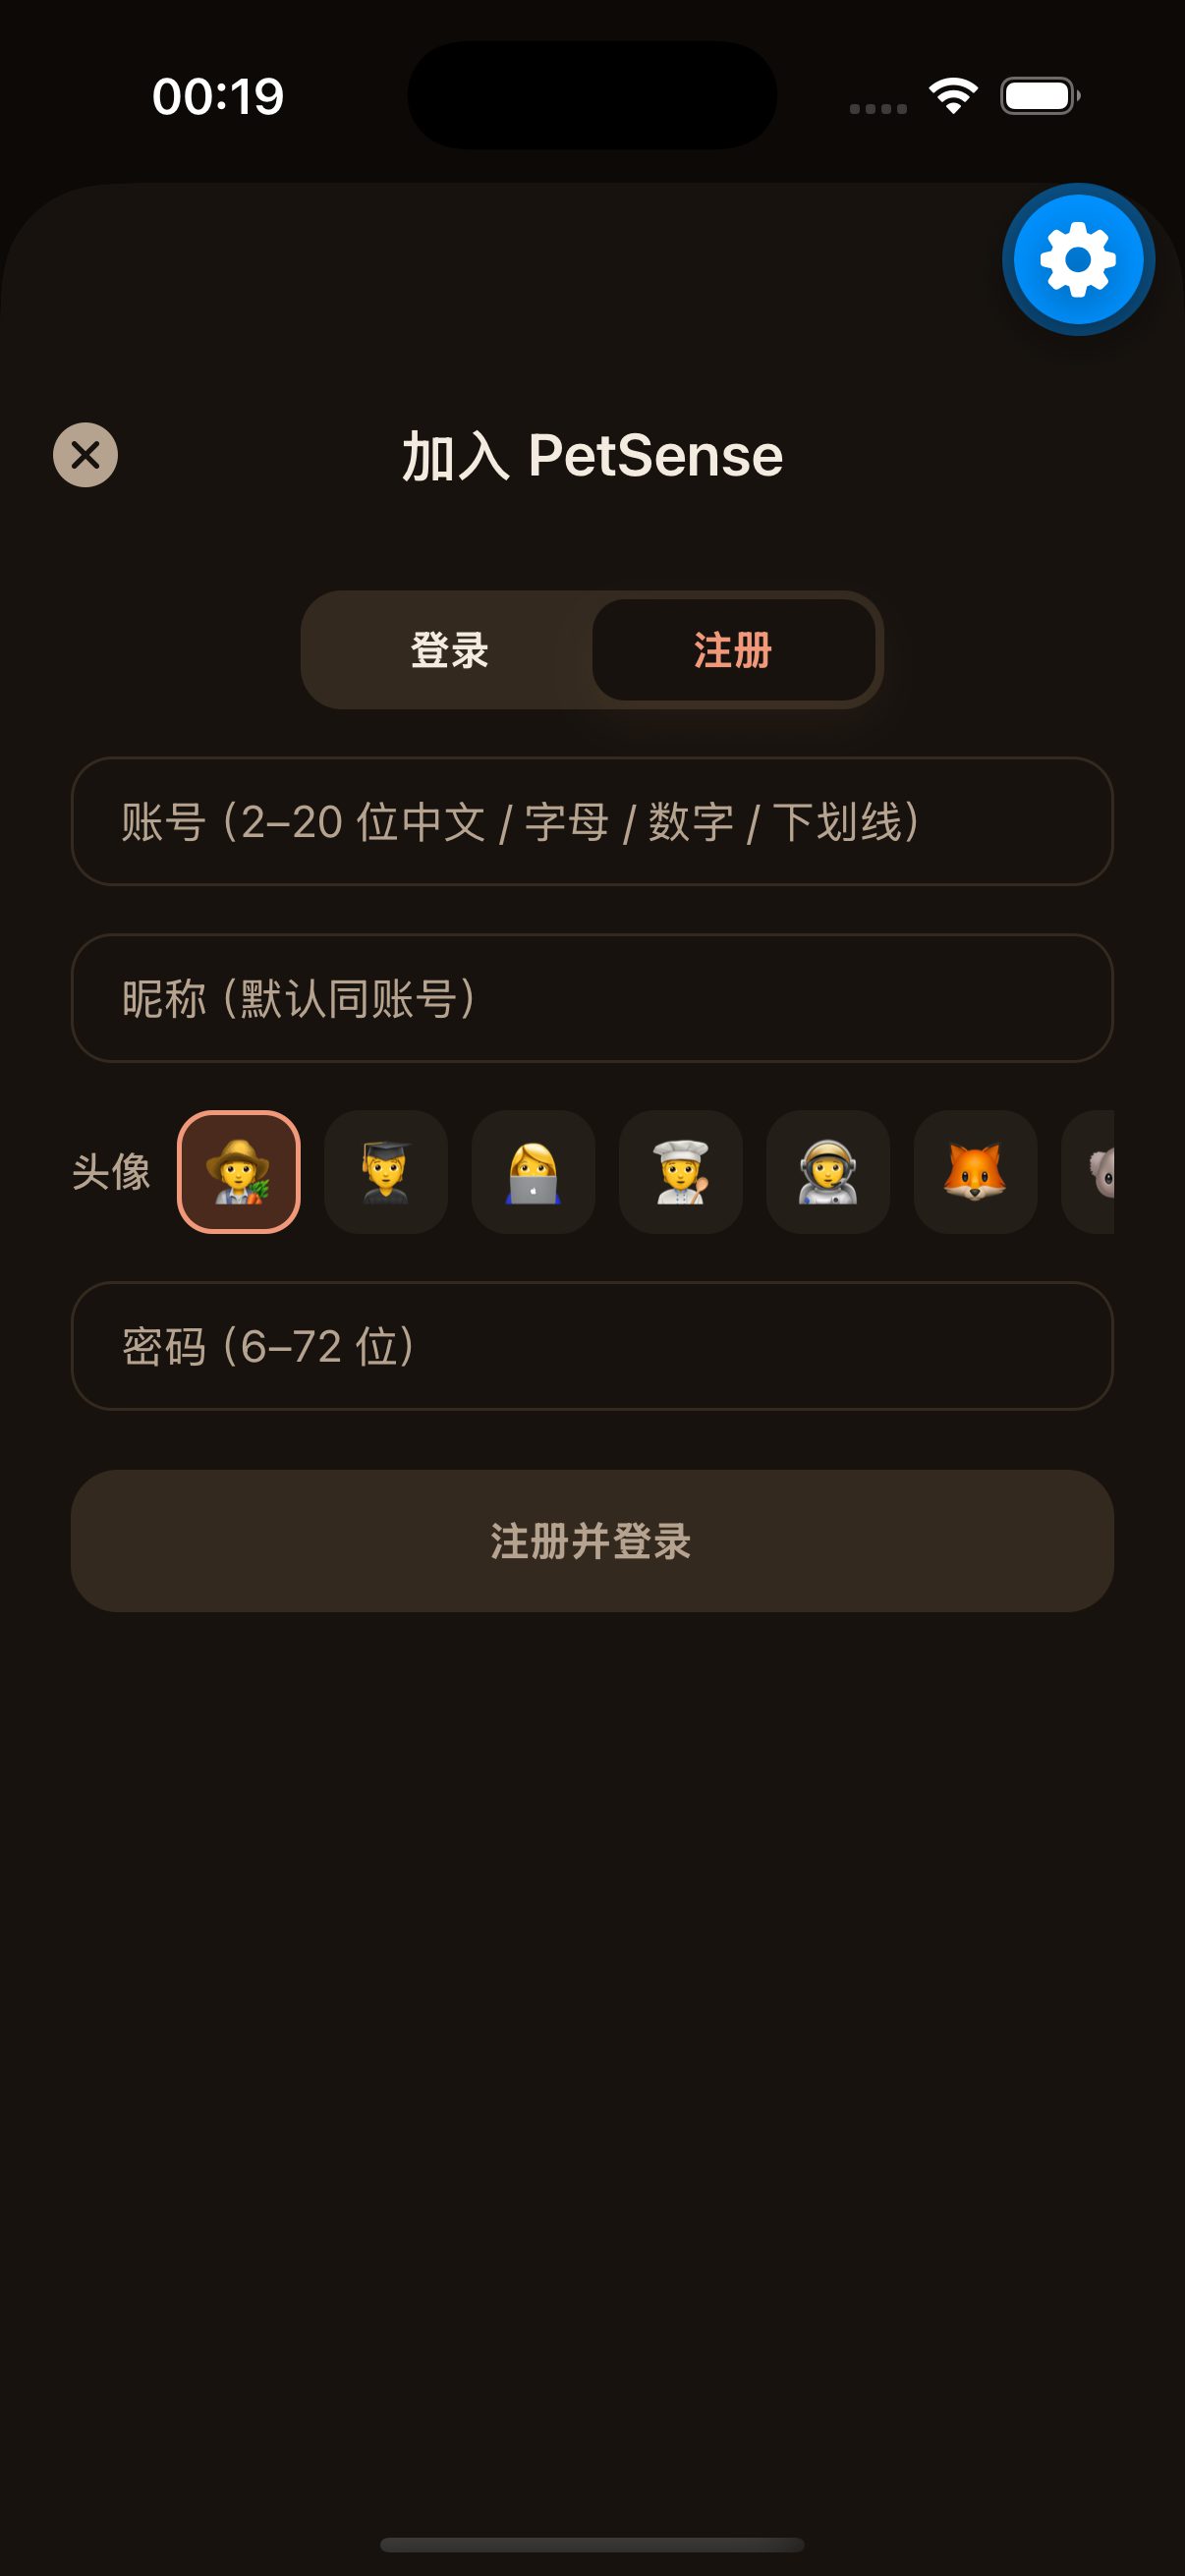 00:19
加入 PetSense
登录
注册
账号 (2–20 位中文 / 字母 / 数字 / 下划线)
昵称 (默认同账号)
头像
密码 (6–72 位)
注册并登录